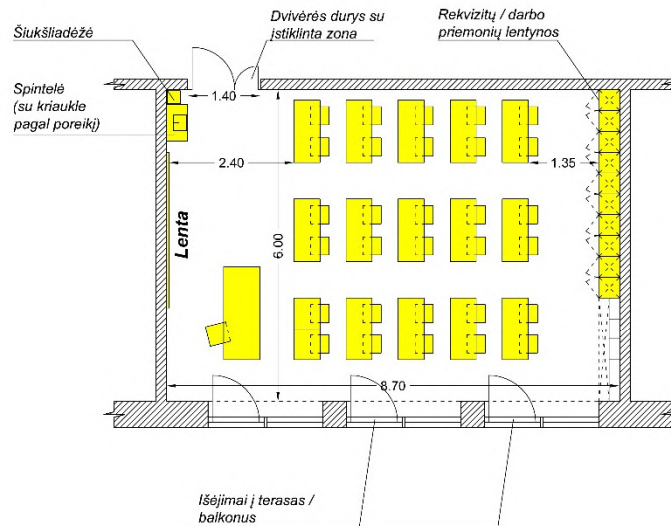 Šiukšliadėžė
Dvivėrės durys su
įstiklinta zona
Rekvizitų / darbo
priemonių lentynos
Spintelė
(su kriaukle
pagal poreikį)
1.40
2.40
1.35
Lenta
6.00
8.70
Išėjimai į terasas /
balkonus